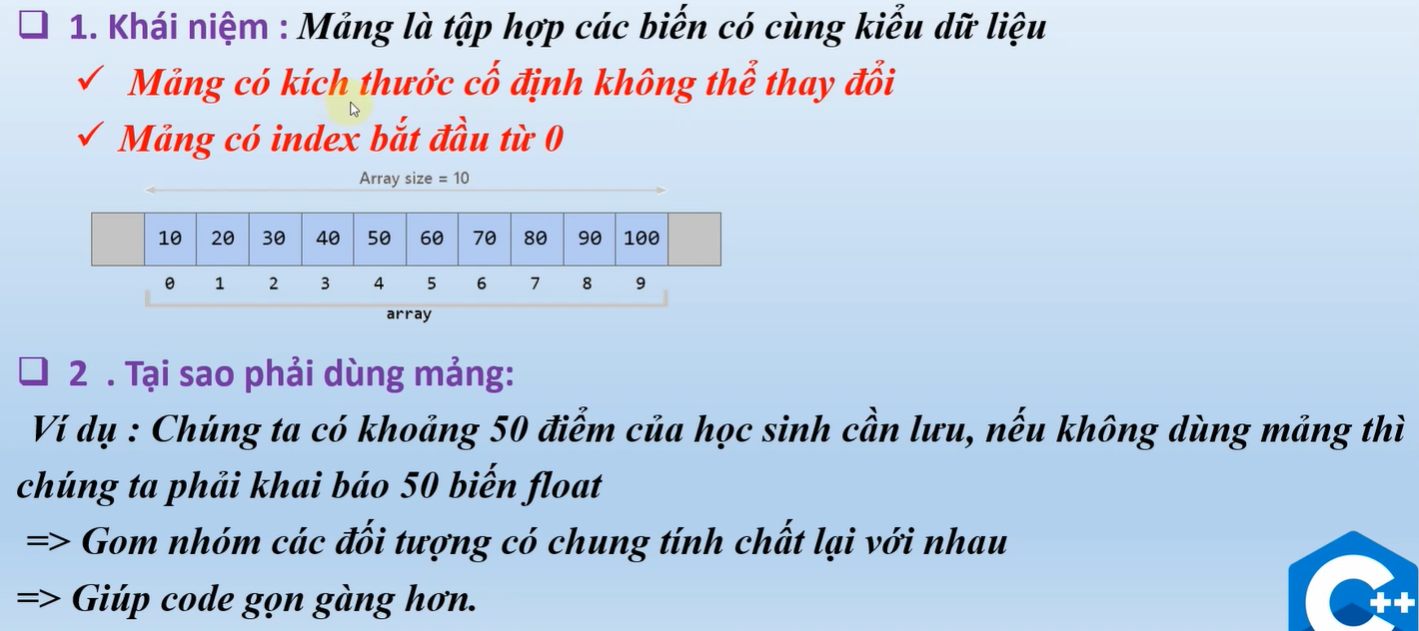 1. Khái niệm : Mảng là tập hợp các biến có cùng kiểu dữ liệu
✓ Mảng có kích thước cố định không thể thay đổi
✓ Mảng có index bắt đầu từ 0
Array size = 10
10 20 30 40 50 60 70 80 90 100
0 1 2 3 4 5 6 7 8 9
array
2 . Tại sao phải dùng mảng:
Ví dụ : Chúng ta có khoảng 50 điểm của học sinh cần lưu, nếu không dùng mảng thì
chúng ta phải khai báo 50 biến float
=> Gom nhóm các đối tượng có chung tính chất lại với nhau
=> Giúp code gọn gàng hơn.
C++